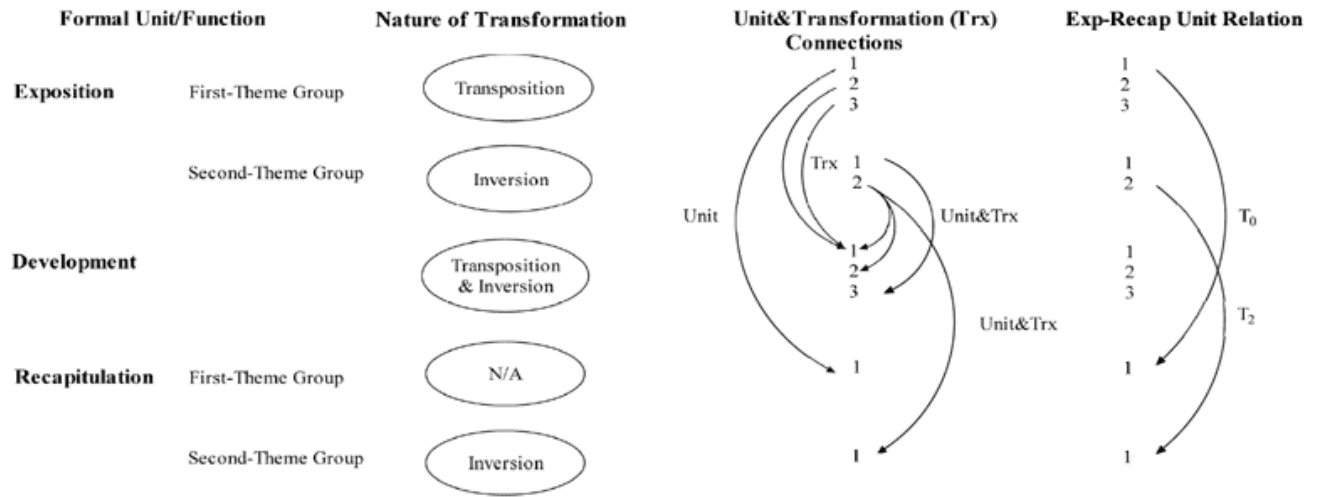 Formal Unit/Function
Nature of Transformation
Unit&Transformation (Trx)
Connections
Exp-Recap Unit Relation
Exposition
First-Theme Group
Transposition
1
2
3
1
2
3
Second-Theme Group
Inversion
Trx
1
2
1
2
Unit
Unit&Trx
T0
Development
Transposition
& Inversion
1
2
3
1
2
3
Unit&Trx
T2
Recapitulation
First-Theme Group
N/A
1
1
Second-Theme Group
Inversion
1
1